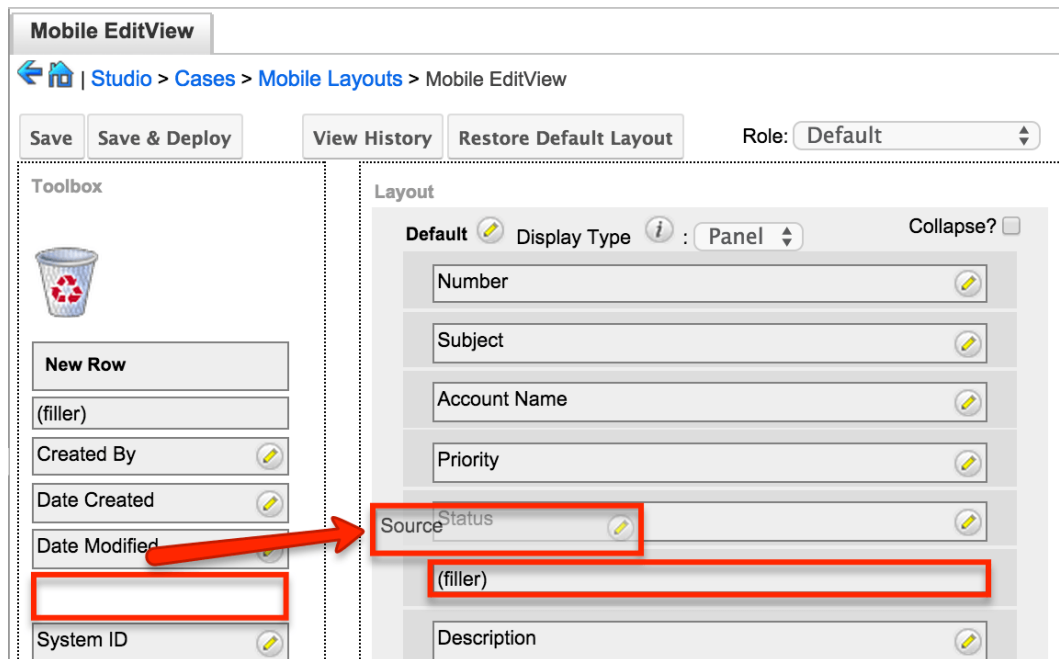 Mobile EditView
| Studio > Cases > Mobile Layouts > Mobile EditView
Save Save & Deploy View History Restore Default Layout Role: Default
Toolbox
Layout
Default Display Type i : Panel Collapse?
Number
Subject
New Row
Account Name
(filler)
Created By
Priority
Date Created
Status
Source
Date Modified
(filler)
System ID
Description